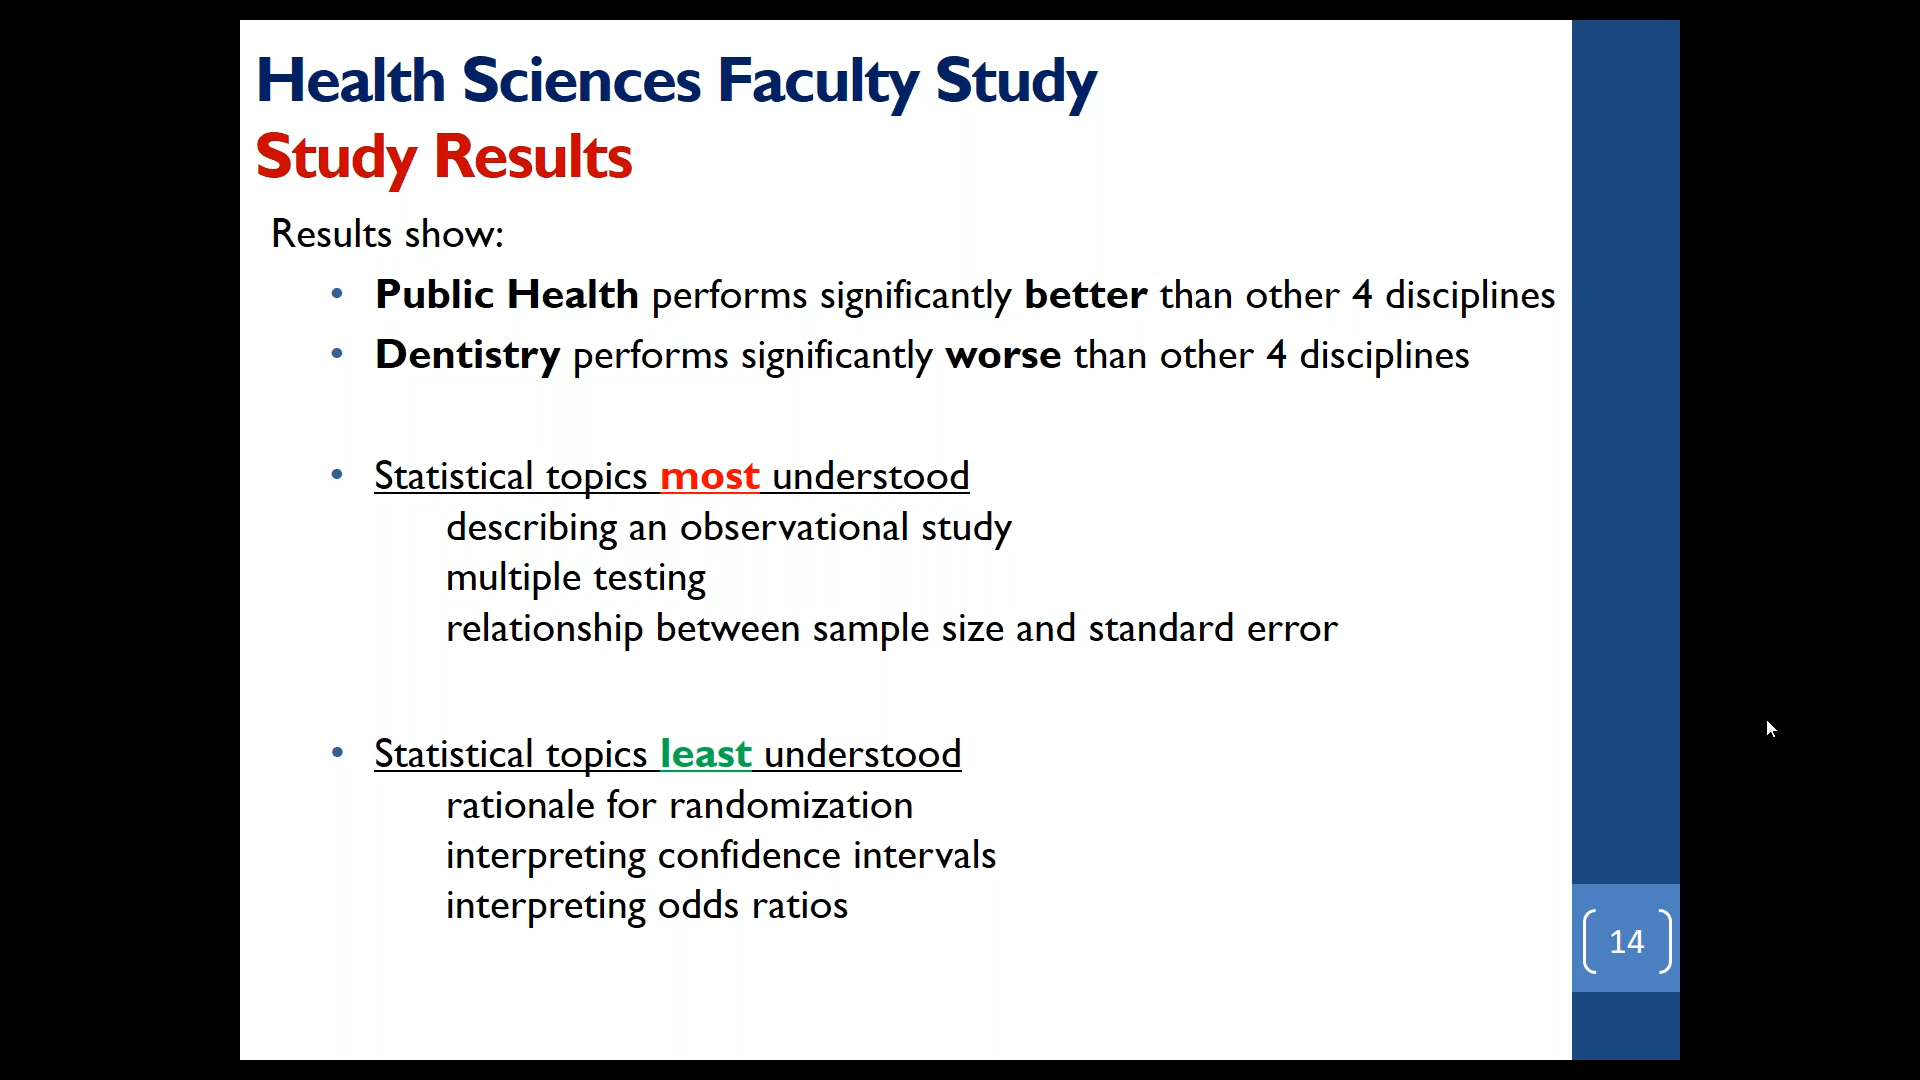 Health Sciences Faculty Study
Study Results
Results show:
• Public Health performs significantly better than other 4 disciplines
• Dentistry performs significantly worse than other 4 disciplines
• Statistical topics most understood
describing an observational study
multiple testing
relationship between sample size and standard error
• Statistical topics least understood
rationale for randomization
interpreting confidence intervals
interpreting odds ratios
14